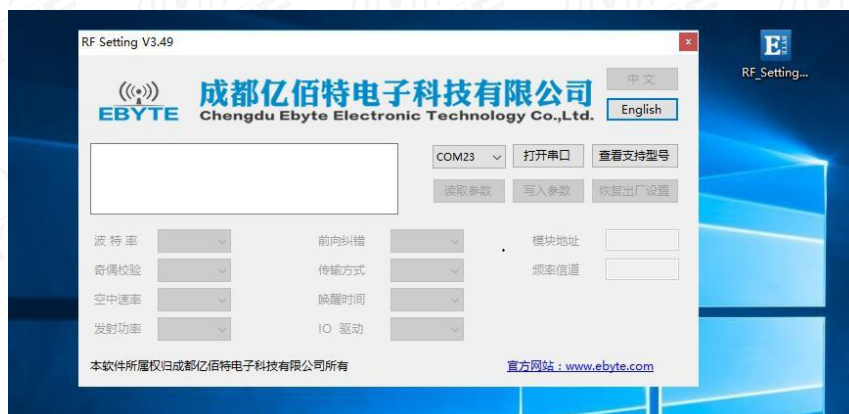 RF Setting V3.49
x
EBYTE
成都亿佰特电子科技有限公司
Chengdu Ebyte Electronic Technology Co.,Ltd.
中文
English
E
BYTE
RF_Setting...
COM23
打开串口
查看支持型号
读取参数
写入参数
恢复出厂设置
波特率
前向纠错
模块地址
奇偶校验
传输方式
频率信道
空中速率
唤醒时间
发射功率
IO 驱动
本软件所属权归成都亿佰特电子科技有限公司所有
官方网站：www.ebyte.com